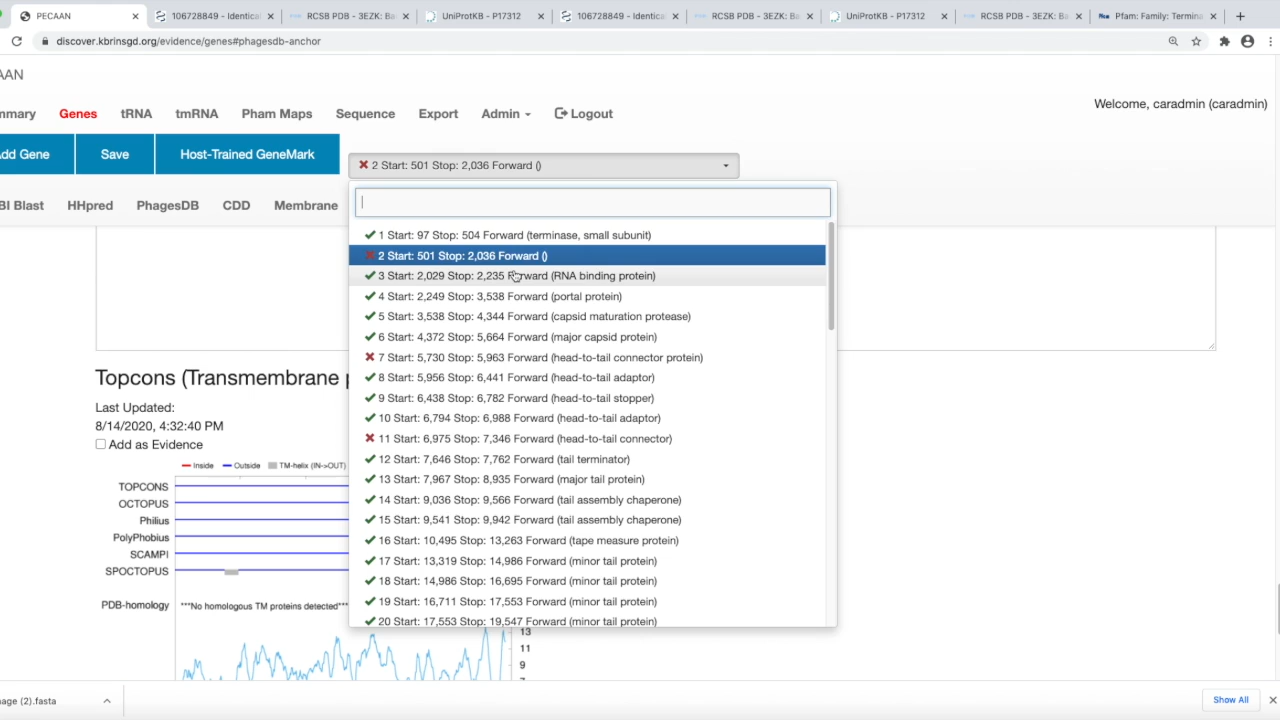 PECAAN
106728849 - Identica
RCSB PDB - 3EZK: Ba
UniProtKB - P17312
106728849 - Identica
RCSB PDB - 3EZK: Ba
UniProtKB - P17312
RCSB PDB - 3EZK: Ba
Pfam: Family: Termina
discover.kbrinsgd.org/evidence/genes#phagesdb-anchor
AAN
mmary Genes tRNA tmRNA Pham Maps Sequence Export Admin Logout
Welcome, caradmin (caradmin)
dd Gene Save Host-Trained GeneMark
2 Start: 501 Stop: 2,036 Forward ()
BI Blast HHpred PhagesDB CDD Membrane
1 Start: 97 Stop: 504 Forward (terminase, small subunit)
2 Start: 501 Stop: 2,036 Forward ()
3 Start: 2,029 Stop: 2,235 Forward (RNA binding protein)
4 Start: 2,249 Stop: 3,538 Forward (portal protein)
5 Start: 3,538 Stop: 4,344 Forward (capsid maturation protease)
6 Start: 4,372 Stop: 5,664 Forward (major capsid protein)
7 Start: 5,730 Stop: 5,963 Forward (head-to-tail connector protein)
8 Start: 5,956 Stop: 6,441 Forward (head-to-tail adaptor)
9 Start: 6,438 Stop: 6,782 Forward (head-to-tail stopper)
10 Start: 6,794 Stop: 6,988 Forward (head-to-tail adaptor)
11 Start: 6,975 Stop: 7,346 Forward (head-to-tail connector)
12 Start: 7,646 Stop: 7,762 Forward (tail terminator)
13 Start: 7,967 Stop: 8,935 Forward (major tail protein)
14 Start: 9,036 Stop: 9,566 Forward (tail assembly chaperone)
15 Start: 9,541 Stop: 9,942 Forward (tail assembly chaperone)
16 Start: 10,495 Stop: 13,263 Forward (tape measure protein)
17 Start: 13,319 Stop: 14,986 Forward (minor tail protein)
18 Start: 14,986 Stop: 16,695 Forward (minor tail protein)
19 Start: 16,711 Stop: 17,553 Forward (minor tail protein)
20 Start: 17,553 Stop: 19,547 Forward (minor tail protein)
Topcons (Transmembrane p
Last Updated:
8/14/2020, 4:32:40 PM
Add as Evidence
Inside Outside TM-helix (IN->OUT)
TOPCONS
OCTOPUS
Philius
PolyPhobius
SCAMPI
SPOCTOPUS
PDB-homology ***No homologous TM proteins detected***
13
11
9
hage (2).fasta
Show All